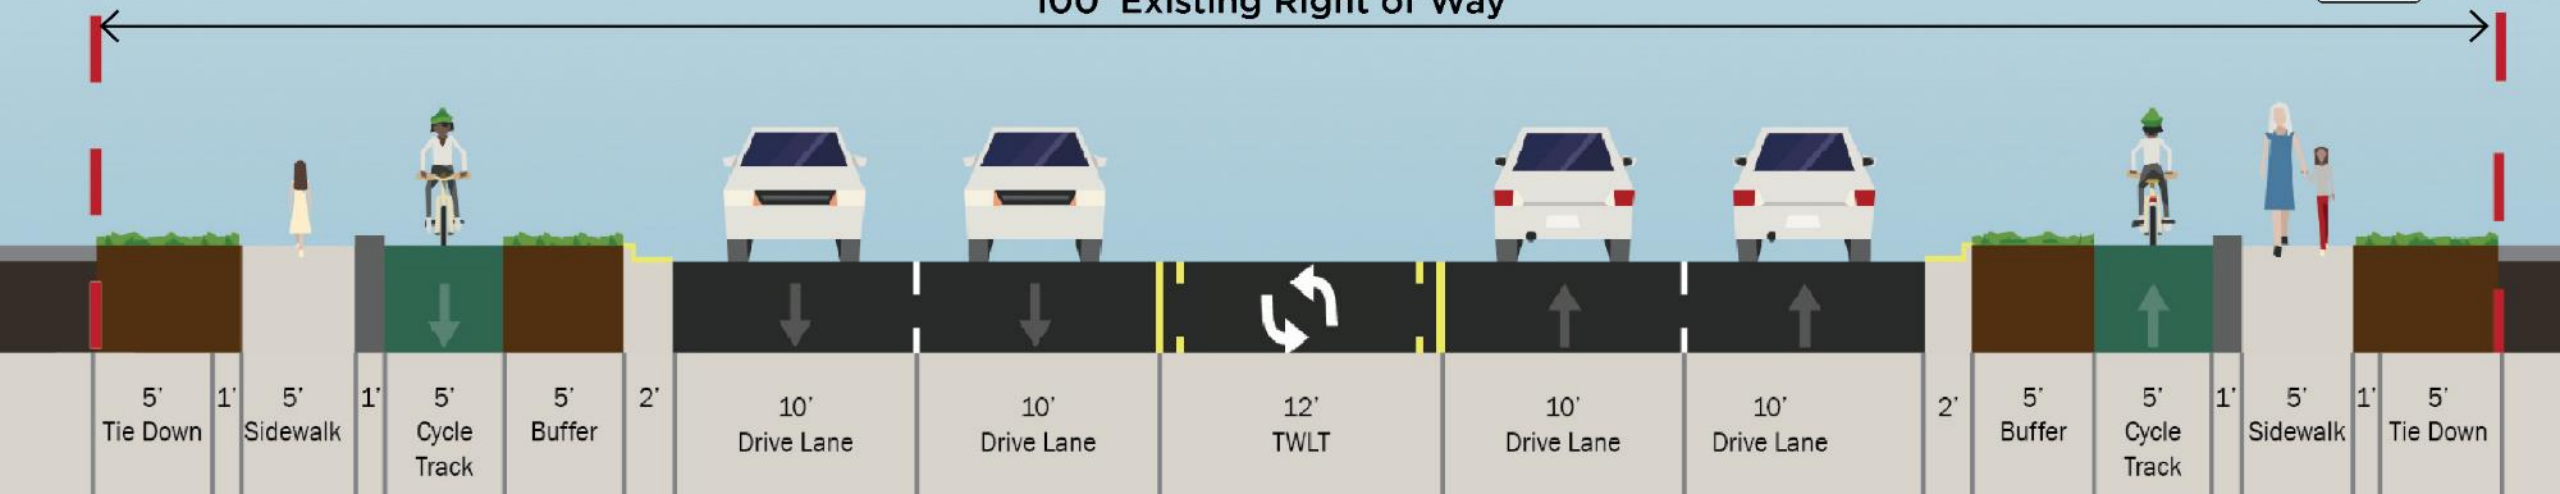 100' Existing Right of Way
5'
Tie Down
1'
5'
Sidewalk
1'
5'
Cycle
Track
5'
Buffer
2'
10'
Drive Lane
10'
Drive Lane
12'
TWLT
10'
Drive Lane
10'
Drive Lane
2'
5'
Buffer
5'
Cycle
Track
1'
5'
Sidewalk
1'
5'
Tie Down